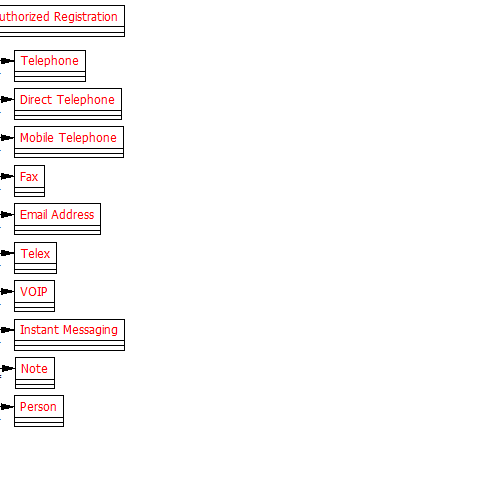 uthorized Registration
Telephone
Direct Telephone
Mobile Telephone
Fax
Email Address
Telex
VOIP
Instant Messaging
Note
Person